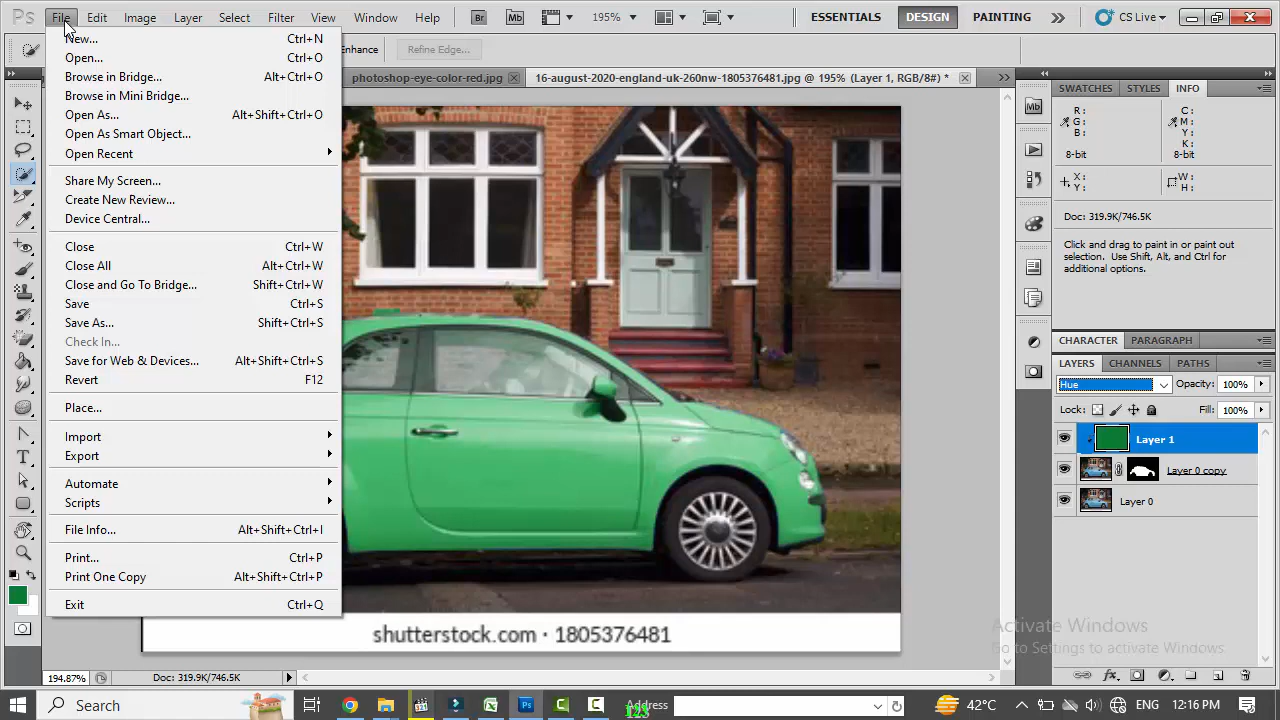 Ps File Edit Image Layer Select Filter View Window Help Br Mb 195% ESSENTIALS DESIGN PAINTING CS Live
Enhance Refine Edge...
photoshop-eye-color-red.jpg 16-august-2020-england-uk-260nw-1805376481.jpg @ 195% (Layer 1, RGB/8#) *
New... Ctrl+N
Open... Ctrl+O
Browse in Bridge... Alt+Ctrl+O
Browse in Mini Bridge...
Open As... Alt+Shift+Ctrl+O
Open As Smart Object...
Open Recent
Share My Screen...
Create New Review...
Device Central...
Close Ctrl+W
Close All Alt+Ctrl+W
Close and Go To Bridge... Shift+Ctrl+W
Save Ctrl+S
Save As... Shift+Ctrl+S
Check In...
Save for Web & Devices... Alt+Shift+Ctrl+S
Revert F12
Place...
Import
Export
Automate
Scripts
File Info... Alt+Shift+Ctrl+I
Print... Ctrl+P
Print One Copy Alt+Shift+Ctrl+P
Exit Ctrl+Q
SWATCHES STYLES INFO
R: C:
G: M:
B: Y:
K:
8-bit 8-bit
X: W:
Y: H:
Doc: 319.9K/746.5K
Click and drag to paint in or paint out
selection. Use Shift, Alt, and Ctrl for
additional options.
CHARACTER PARAGRAPH
LAYERS CHANNELS PATHS
Hue Opacity: 100%
Lock: Fill: 100%
Layer 1
Layer 0 copy
Layer 0
shutterstock.com · 1805376481
Activate Windows
Go to Settings to activate Windows.
194.87% Doc: 319.9K/746.5K
Search Ps Address 123 42°C ENG 12:16 PM